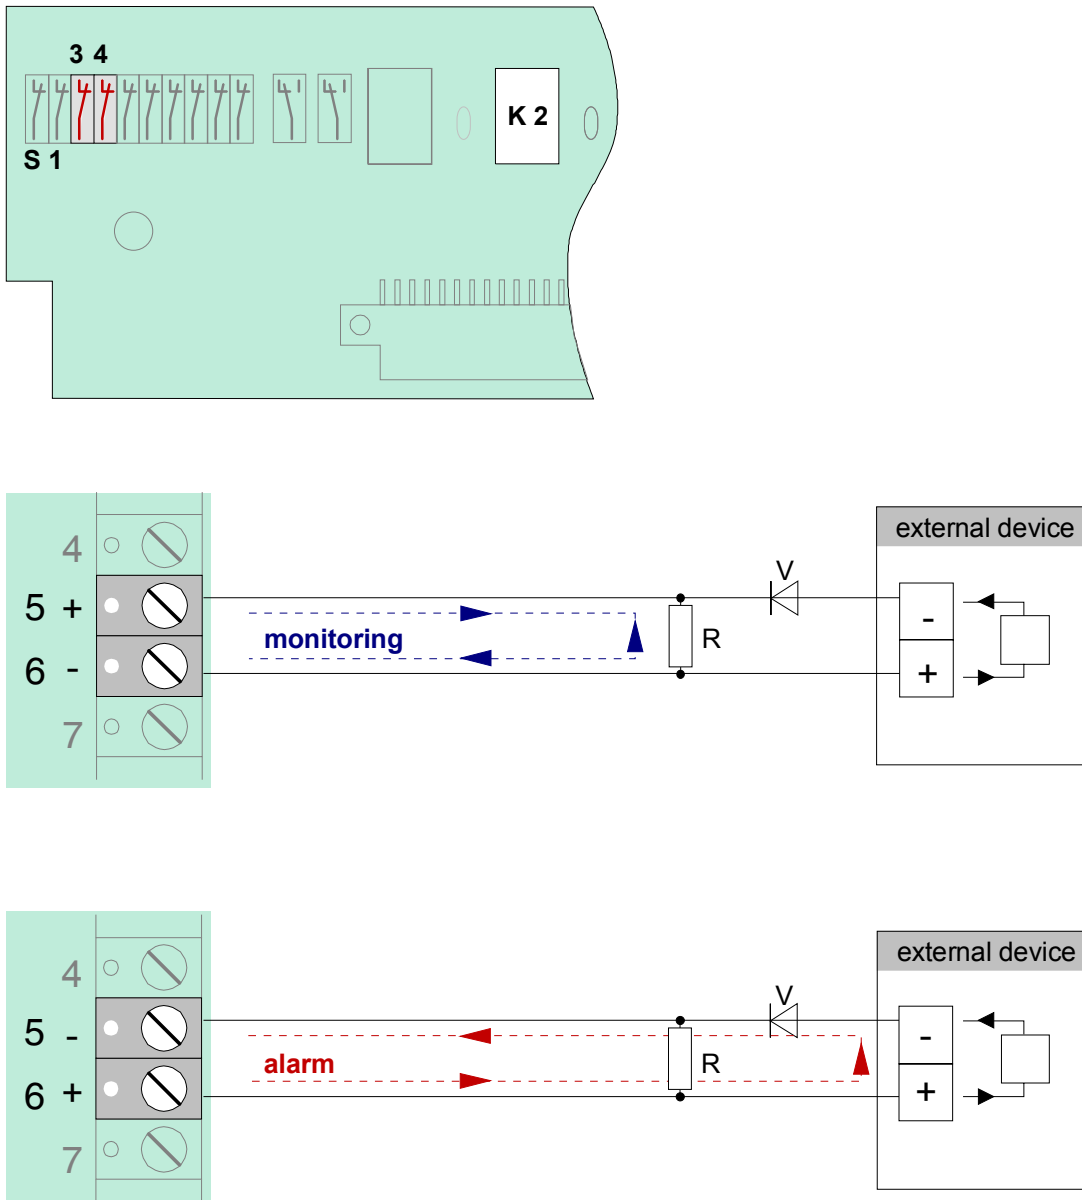 3 4
K 2
S 1
external device
4
V
5 +
-
monitoring
R
6 -
+
7
external device
4
V
5 -
-
alarm
R
6 +
+
7